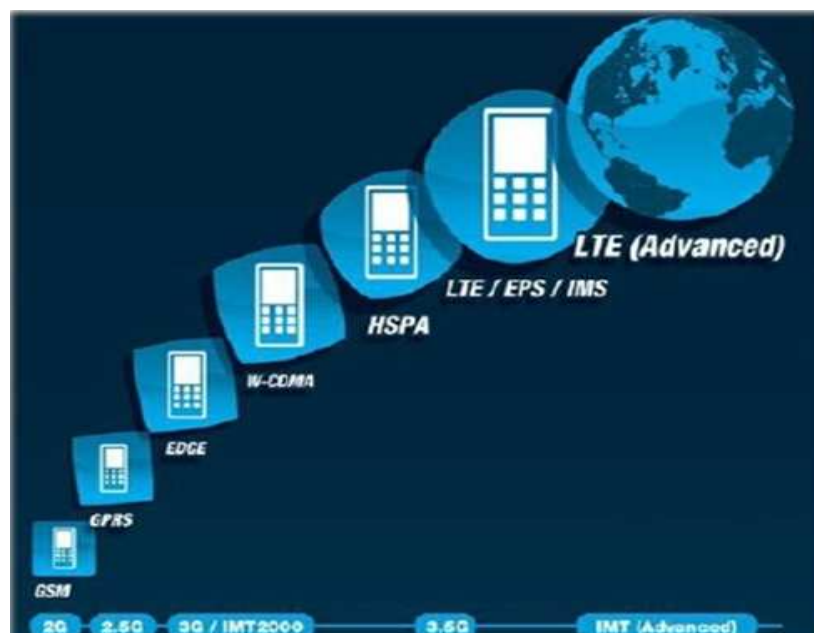 LTE (Advanced)
LTE / EPS / IMS
HSPA
W-CDMA
EDGE
GPRS
GSM
2G 2.5G 3G / IMT2000 3.5G IMT (Advanced)